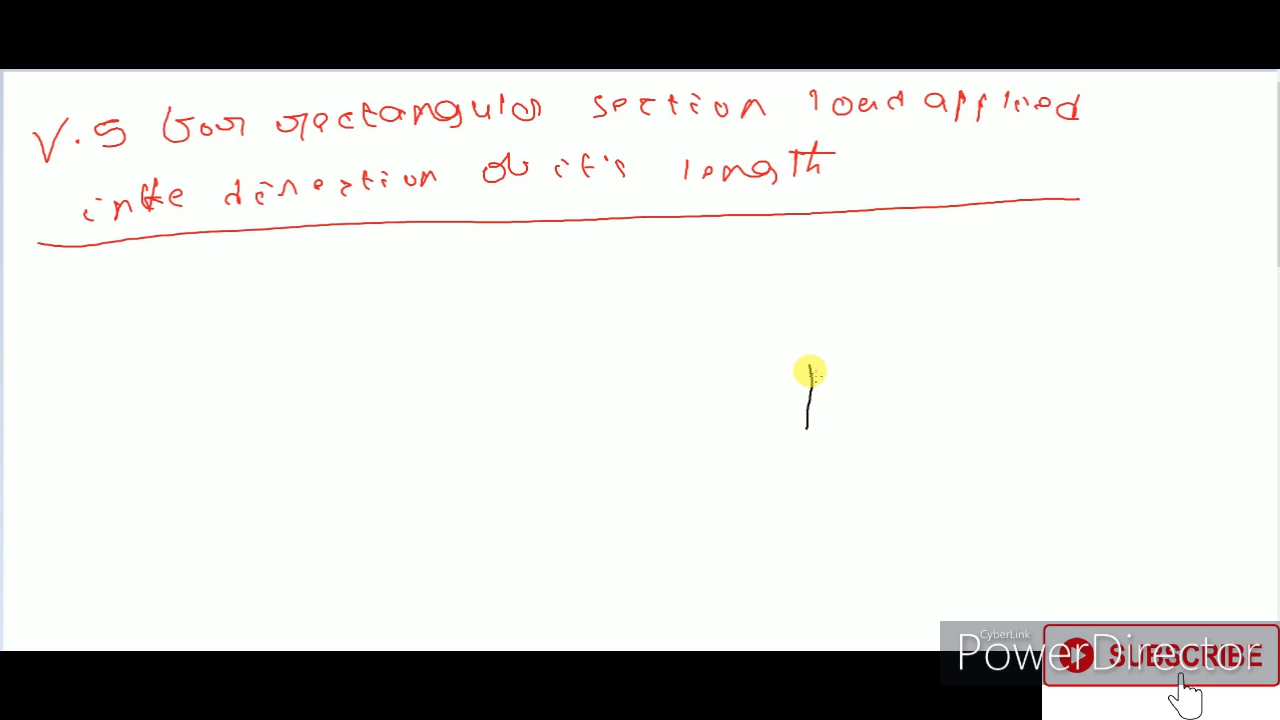 V.S for rectangular section load applied
in the direction of it's length
CyberLink
PowerDirector
SUBSCRIBE